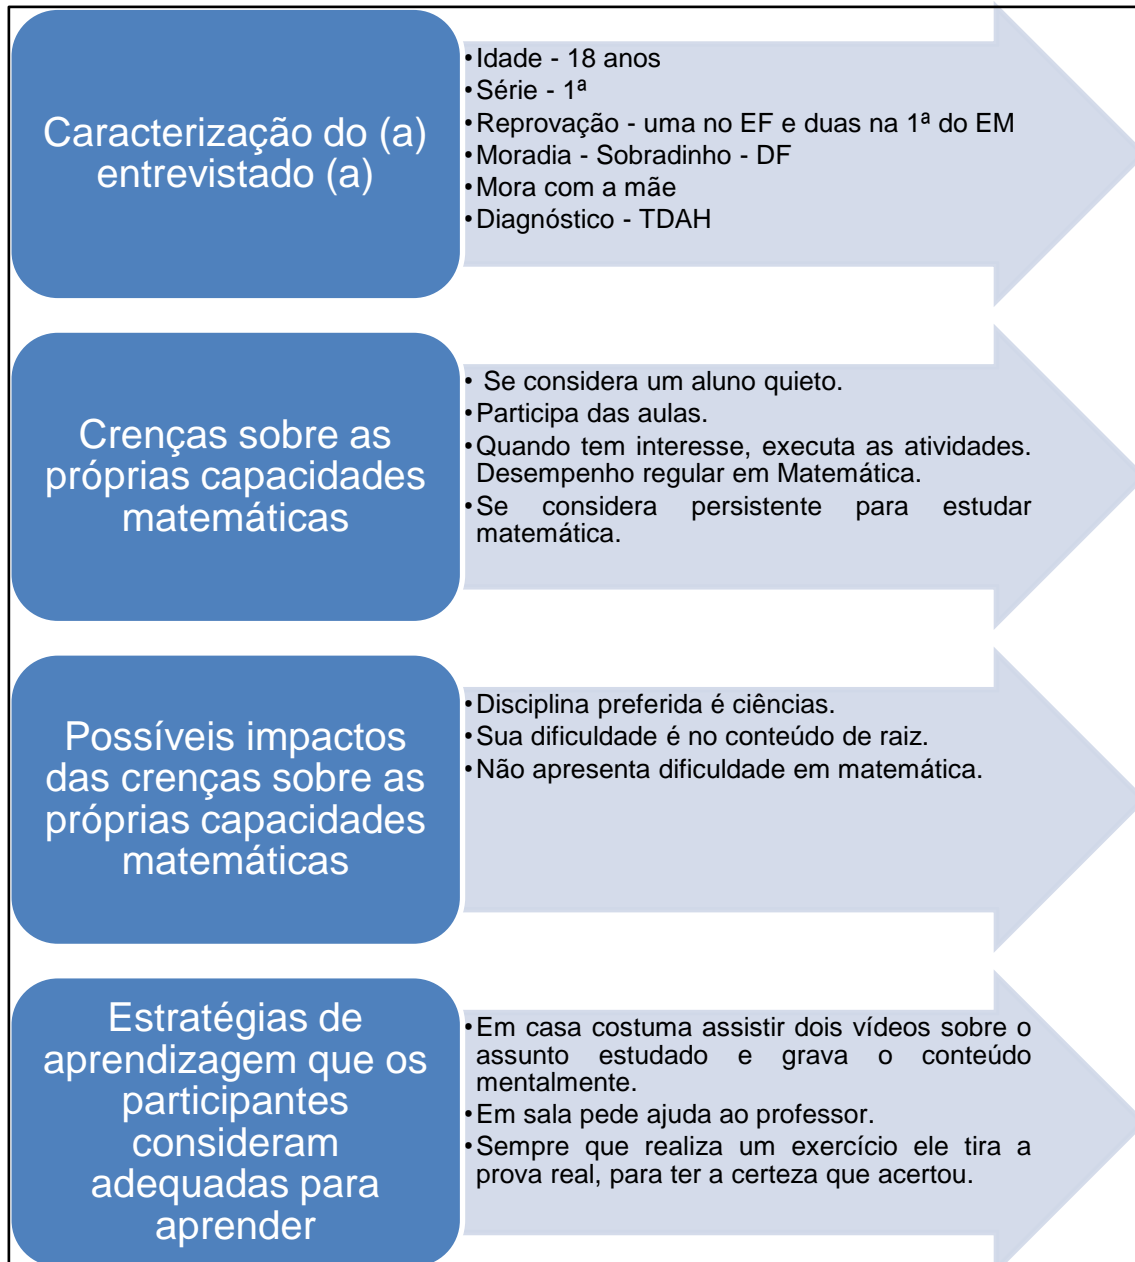 Caracterização do (a)
entrevistado (a)
•Idade - 18 anos
•Série - 1ª
•Reprovação - uma no EF e duas na 1ª do EM
•Moradia - Sobradinho - DF
•Mora com a mãe
•Diagnóstico - TDAH
Crenças sobre as
próprias capacidades
matemáticas
• Se considera um aluno quieto.
•Participa das aulas.
•Quando tem interesse, executa as atividades.
Desempenho regular em Matemática.
•Se considera persistente para estudar
matemática.
Possíveis impactos
das crenças sobre as
próprias capacidades
matemáticas
•Disciplina preferida é ciências.
•Sua dificuldade é no conteúdo de raiz.
•Não apresenta dificuldade em matemática.
Estratégias de
aprendizagem que os
participantes
consideram
adequadas para
aprender
•Em casa costuma assistir dois vídeos sobre o
assunto estudado e grava o conteúdo
mentalmente.
•Em sala pede ajuda ao professor.
•Sempre que realiza um exercício ele tira a
prova real, para ter a certeza que acertou.